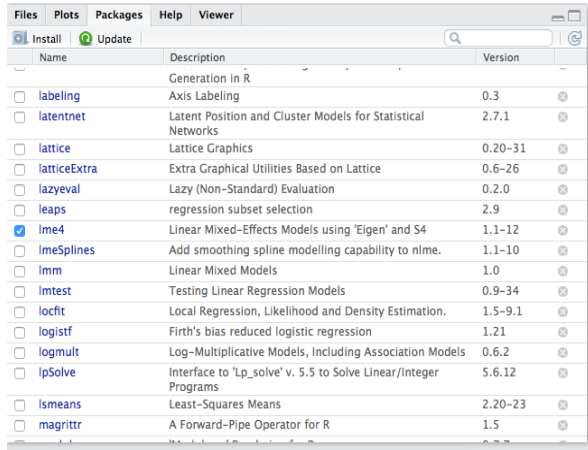 Files Plots Packages Help Viewer
Install Update
Name Description Version
Generation in R
labeling Axis Labeling 0.3
latentnet Latent Position and Cluster Models for Statistical 2.7.1
Networks
lattice Lattice Graphics 0.20-31
latticeExtra Extra Graphical Utilities Based on Lattice 0.6-26
lazyeval Lazy (Non-Standard) Evaluation 0.2.0
leaps regression subset selection 2.9
lme4 Linear Mixed-Effects Models using 'Eigen' and S4 1.1-12
lmeSplines Add smoothing spline modelling capability to nlme. 1.1-10
lmm Linear Mixed Models 1.0
lmtest Testing Linear Regression Models 0.9-34
locfit Local Regression, Likelihood and Density Estimation. 1.5-9.1
logistf Firth's bias reduced logistic regression 1.21
logmult Log-Multiplicative Models, Including Association Models 0.6.2
lpSolve Interface to 'Lp_solve' v. 5.5 to Solve Linear/Integer 5.6.12
Programs
lsmeans Least-Squares Means 2.20-23
magrittr A Forward-Pipe Operator for R 1.5